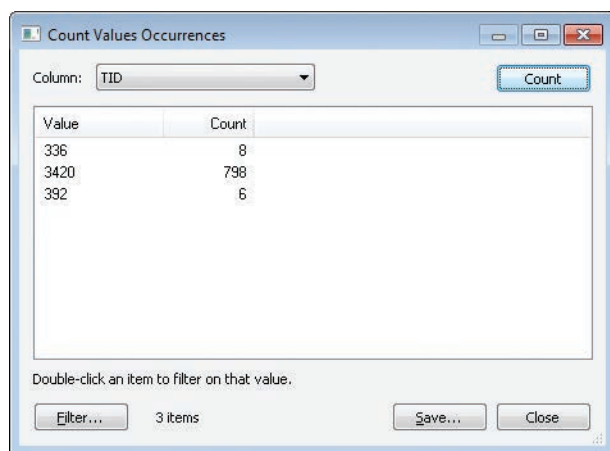 Count Values Occurrences
Column: TID Count
Value Count
336 8
3420 798
392 6
Double-click an item to filter on that value.
Filter... 3 items Save... Close